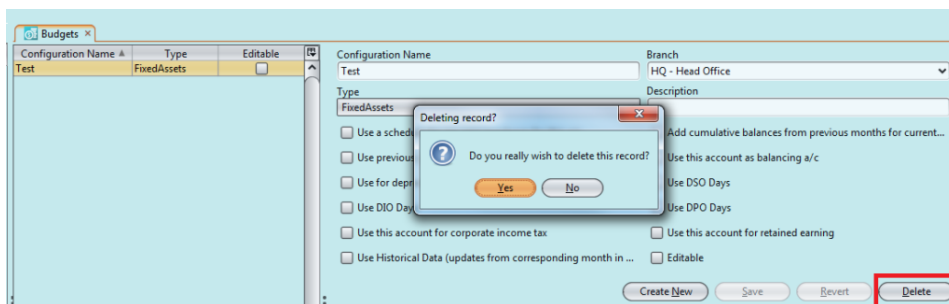 Budgets
Configuration Name Type Editable
Test FixedAssets
Configuration Name Branch
Test HQ - Head Office
Type Description
FixedAssets
Deleting record?
Do you really wish to delete this record?
Yes No
Use a Add cumulative balances from previous months for current...
Use previous Use this account as balancing a/c
Use for Use DSO Days
Use DIO Use DPO Days
Use this account for corporate income tax Use this account for retained earning
Use Historical Data (updates from corresponding month in ... Editable
Create New Save Revert Delete